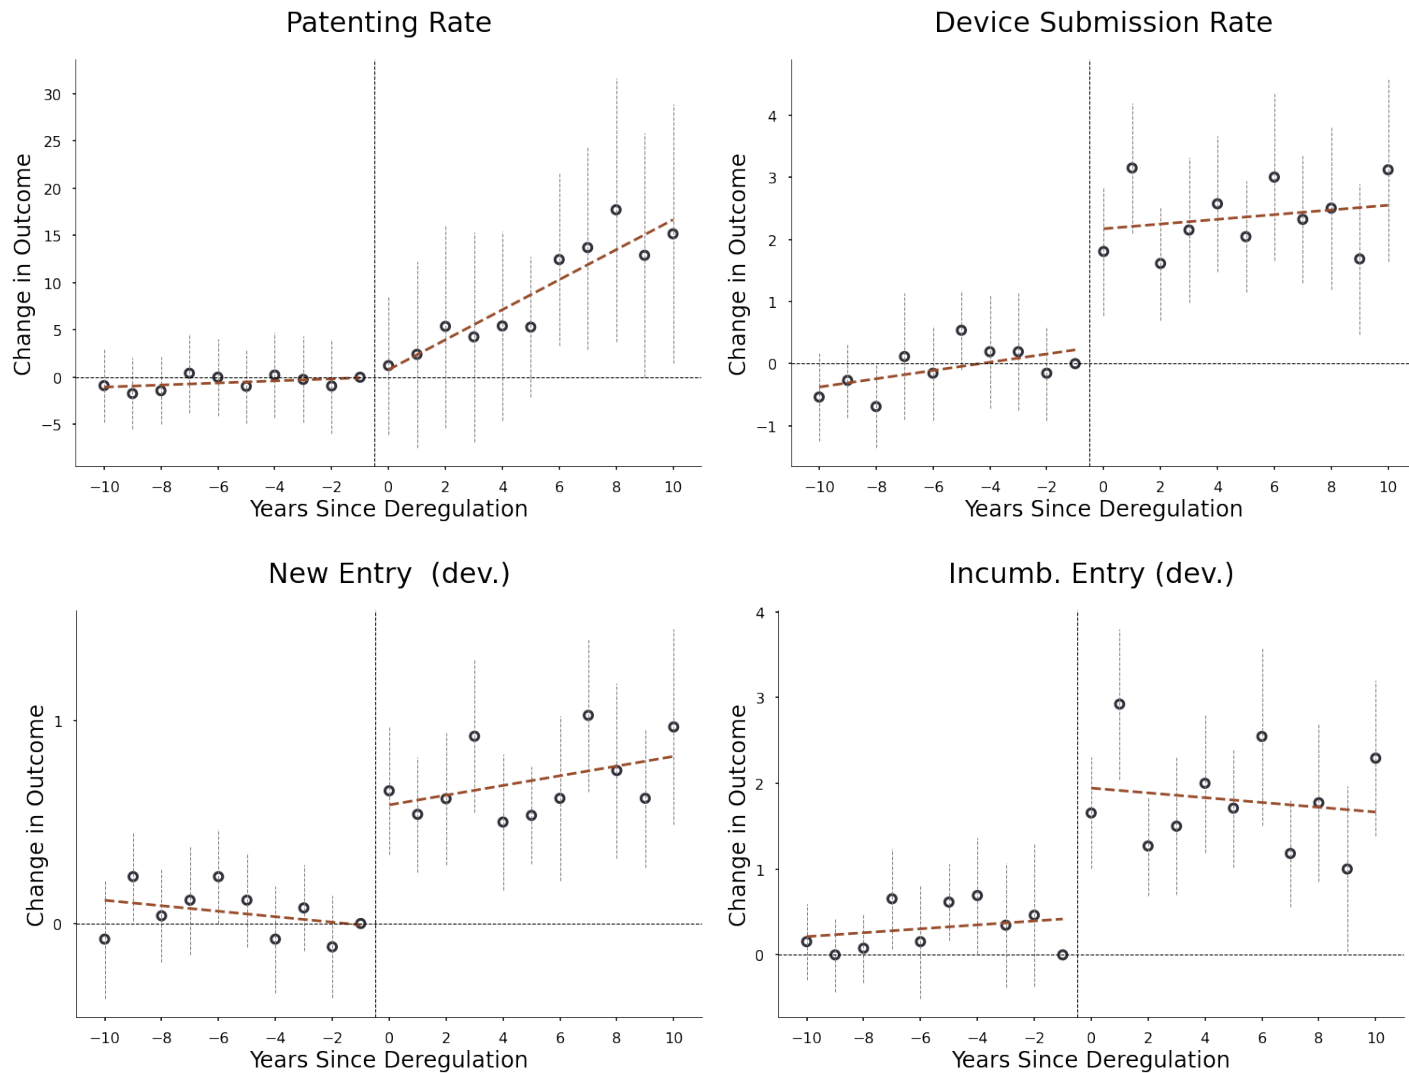 Patenting Rate
Change in Outcome
30
25
20
15
10
5
0
−5
−10 −8 −6 −4 −2 0 2 4 6 8 10
Years Since Deregulation
Device Submission Rate
Change in Outcome
4
3
2
1
0
−1
−10 −8 −6 −4 −2 0 2 4 6 8 10
Years Since Deregulation
New Entry  (dev.)
Change in Outcome
1
0
−10 −8 −6 −4 −2 0 2 4 6 8 10
Years Since Deregulation
Incumb. Entry (dev.)
Change in Outcome
4
3
2
1
0
−10 −8 −6 −4 −2 0 2 4 6 8 10
Years Since Deregulation